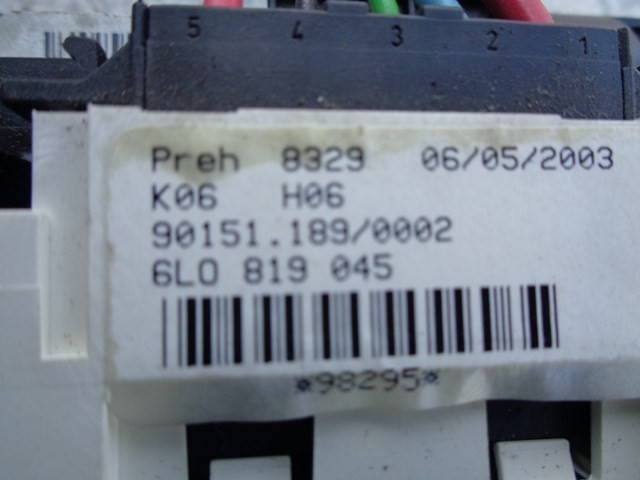 5 4 3 2 1
Preh 8329 06/05/2003
K06 H06
90151.189/0002
6L0 819 045
*98295*